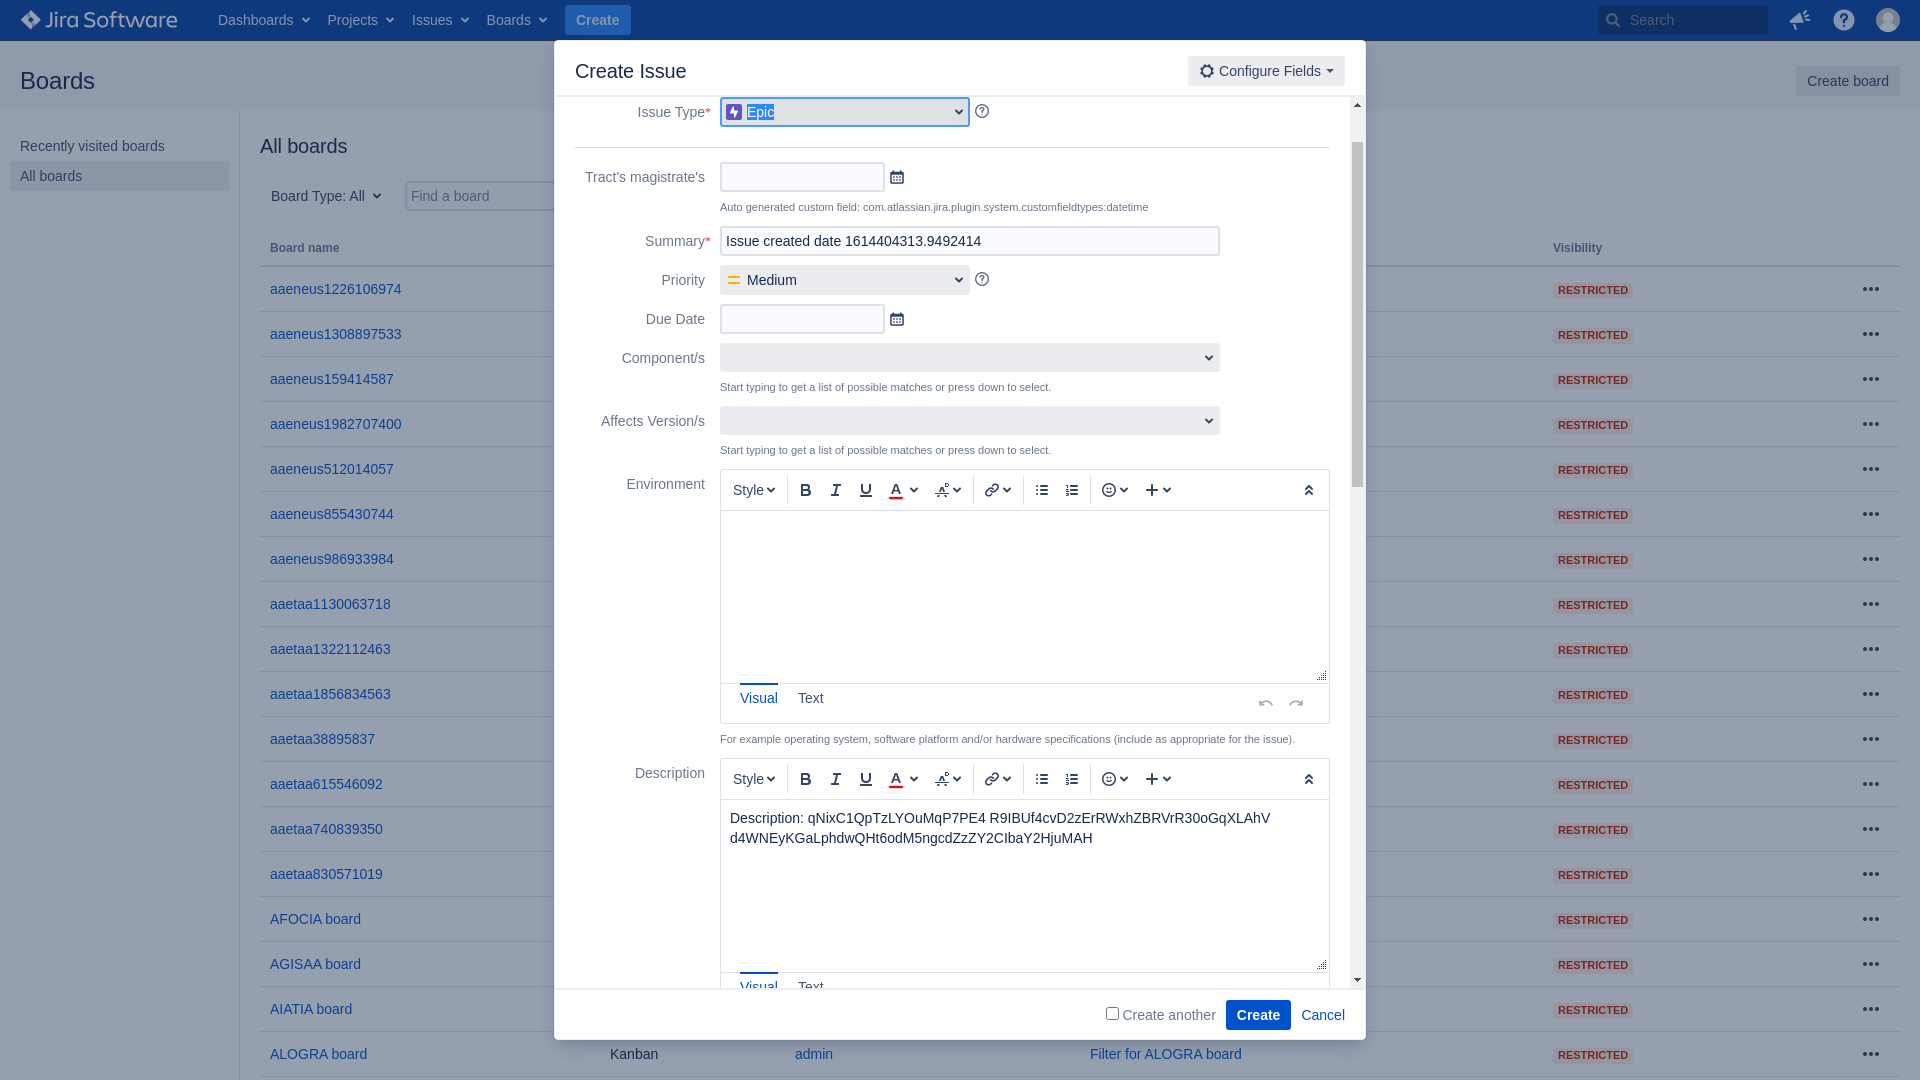 Jira Software
Dashboards
Projects
Issues
Boards
Create
Search
Boards
Create board
Recently visited boards
All boards
All boards
Board Type: All
Find a board
Board name
Visibility
aaeneus1226106974
RESTRICTED
aaeneus1308897533
RESTRICTED
aaeneus159414587
RESTRICTED
aaeneus1982707400
RESTRICTED
aaeneus512014057
RESTRICTED
aaeneus855430744
RESTRICTED
aaeneus986933984
RESTRICTED
aaetaa1130063718
RESTRICTED
aaetaa1322112463
RESTRICTED
aaetaa1856834563
RESTRICTED
aaetaa38895837
RESTRICTED
aaetaa615546092
RESTRICTED
aaetaa740839350
RESTRICTED
aaetaa830571019
RESTRICTED
AFOCIA board
RESTRICTED
AGISAA board
RESTRICTED
AIATIA board
RESTRICTED
ALOGRA board
Kanban
admin
Filter for ALOGRA board
RESTRICTED
Create Issue
Configure Fields
Issue Type*
Epic
Tract's magistrate's
Auto generated custom field: com.atlassian.jira.plugin.system.customfieldtypes:datetime
Summary*
Issue created date 1614404313.9492414
Priority
Medium
Due Date
Component/s
Start typing to get a list of possible matches or press down to select.
Affects Version/s
Start typing to get a list of possible matches or press down to select.
Environment
Style
Visual
Text
For example operating system, software platform and/or hardware specifications (include as appropriate for the issue).
Description
Style
Description: qNixC1QpTzLYOuMqP7PE4 R9IBUf4cvD2zErRWxhZBRVrR30oGqXLAhV
d4WNEyKGaLphdwQHt6odM5ngcdZzZY2CIbaY2HjuMAH
Visual
Text
Create another
Create
Cancel